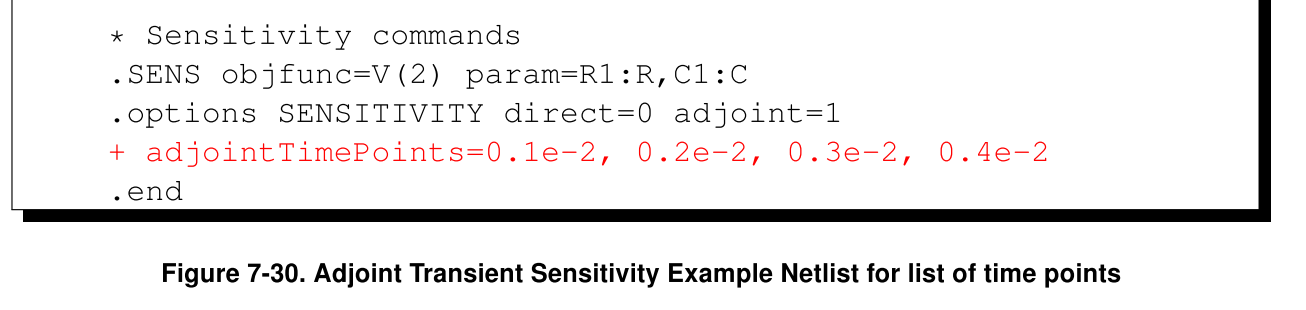 * Sensitivity commands
.SENS objfunc=V(2) param=R1:R,C1:C
.options SENSITIVITY direct=0 adjoint=1
+ adjointTimePoints=0.1e-2, 0.2e-2, 0.3e-2, 0.4e-2
.end
Figure 7-30. Adjoint Transient Sensitivity Example Netlist for list of time points